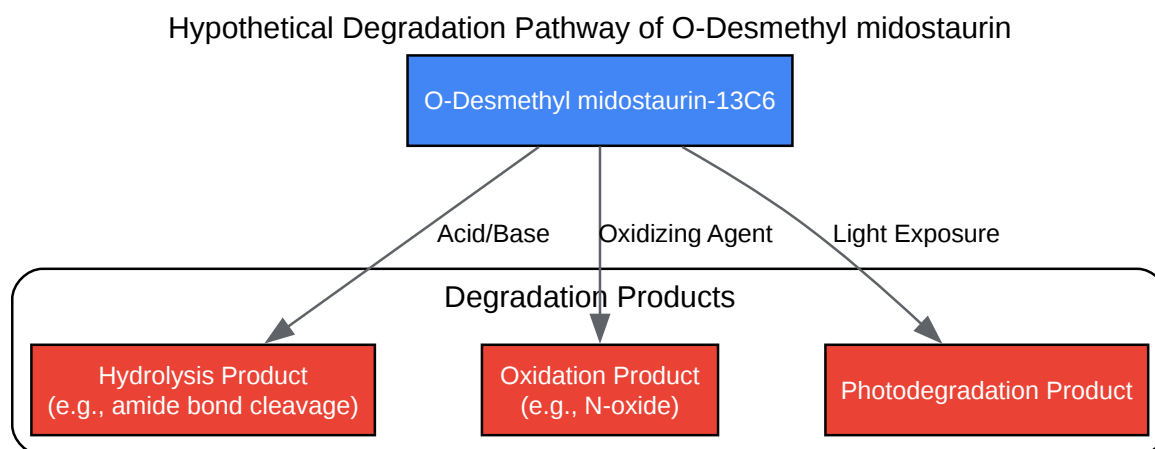 Hypothetical Degradation Pathway of O-Desmethyl midostaurin
O-Desmethyl midostaurin-13C6
Acid/Base
Oxidizing Agent
Light Exposure
Degradation Products
Hydrolysis Product
(e.g., amide bond cleavage)
Oxidation Product
(e.g., N-oxide)
Photodegradation Product